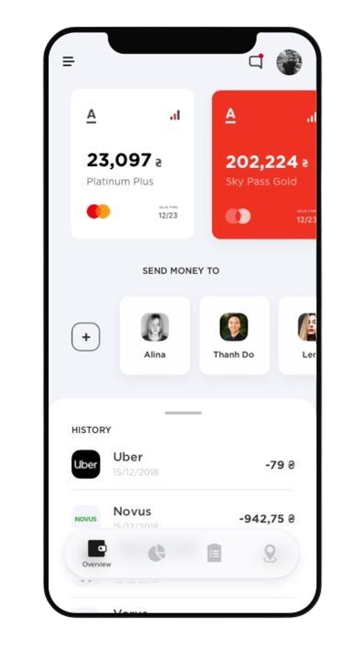 A
23,097 ₴
Platinum Plus
VALID THRU
12/23
A
202,224 ₴
Sky Pass Gold
VALID THRU
12/23
SEND MONEY TO
+
Alina
Thanh Do
Ler
HISTORY
Uber
Uber
15/12/2018
-79 ₴
NOVUS
Novus
15/12/2018
-942,75 ₴
Overview